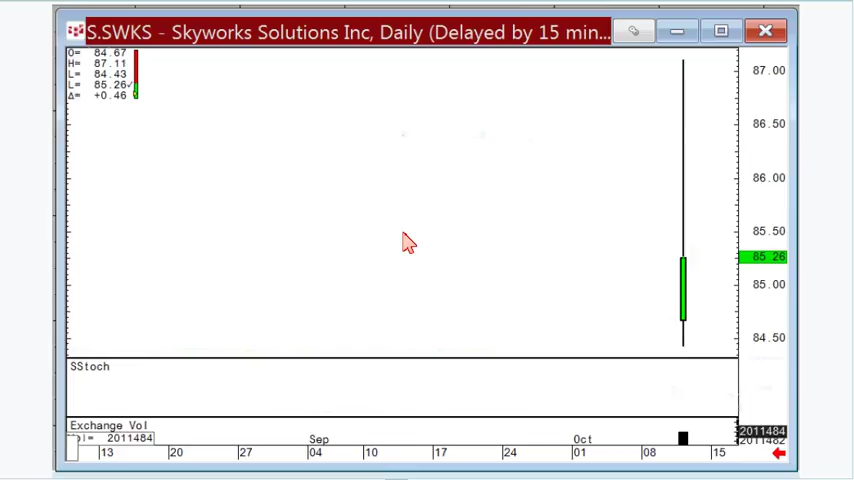 S.SWKS - Skyworks Solutions Inc, Daily (Delayed by 15 min...
O= 84.67
H= 87.11
L= 84.43
L= 85.26✓
Δ= +0.46
87.00
86.50
86.00
85.50
85 26
85.00
84.50
SStoch
Exchange Vol
Vol= 2011484
2011484
2011482
Sep
Oct
13
20
27
04
10
17
24
01
08
15